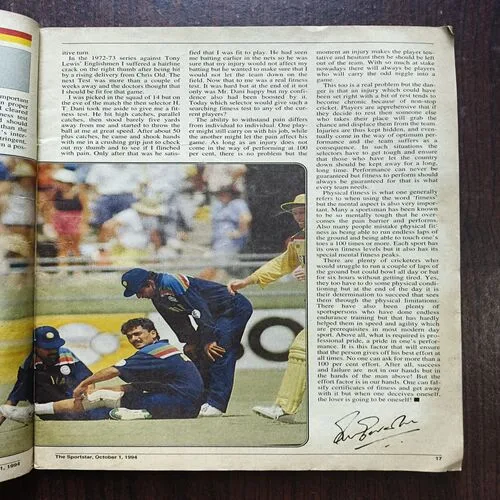 important
n proper
f fitness
ness test
I should
than the
's time,
tringent.
n a pea.
1, 1994
itive turn
In the 1972-73 series against Tony
Lewis' Englishmen I suffered a hairline
crack on the right thumb after being hit
by a rising delivery from Chris Old. The
next Test was more than a couple of
weeks away and the doctors thought that
I should be fit for that game.
I was picked in the squad of 14 but on
the eve of the match the then selector H.
T. Dani took me aside to give me a fit-
ness test. He hit high catches, parallel
catches, then stood barely five yards
away from me and started to throw the
ball at me at great speed. After about 50
plus catches, he came and shook hands
with me in a crushing grip just to check
out my thumb and to see if I flinched
with pain. Only after that was he satis-
fied that I was fit to play. He had seen
me batting earlier in the nets so he was
sure that my injury would not affect my
batting but he wanted to make sure that I
would not let the team down on the
field. Now that to me was a real fitness
test. It was hard but at the end of it not
only was Mr. Dani happy but my confi-
dence also had been boosted by it.
Today which selector would give such a
searching fitness test to any of the cur-
rent players?
The ability to withstand pain differs
from individual to individual. One play-
er might still carry on with his job, while
the another might let pain affect his
game. As long as an injury does not
come in the way of performing at 100
per cent, there is no problem but the
moment an injury makes the player ten-
tative and hesitant then he should be left
out of the team. With so much at stake
nowadays there will always be players
who will carry the odd niggle into a
game.
This too is a real problem but the dan-
ger is that an injury which could have
been set right with a bit of rest tends to
become chronic because of non-stop
cricket. Players are apprehensive that if
they decide to rest then someone else
who takes their place will grab the
chance and displace them from the team.
Injuries are thus kept hidden, and even-
tually come in the way of optimum per-
formance and the team suffers as a
consequence. In such situations the
authorities have to get tough and ensure
that those who have let the country
down should be kept away for a long,
long time. Performance can never be
guaranteed but fitness to perform should
always be guaranteed for that is what
every team needs.
Physical fitness is what one generally
refers to when using the word 'fitness'
but the mental aspect is also very impor-
tant. Many a sportsman has been known
to be so mentally tough that he over-
comes the pain barrier and performs.
Also many people mistake physical fit-
ness as being able to run endless laps of
the ground and being able to touch one's
toes a 100 times or more. Each sport has
its own fitness levels but it also has its
special mental fitness peaks.
There are plenty of cricketers who
would struggle to run a couple of laps of
the ground but could bowl all day or bat
for six hours without getting tired. Yes,
they too have to do some physical condi-
tioning but at the end of the day it is
their determination to succeed that sees
them through the physical limitations.
There have also been plenty of
sportspersons who have done endless
endurance training but that has hardly
helped them in speed and agility which
are prerequisites in most modern day
sport. Above all, what is required is pro-
fessional pride, a pride in one's perfor-
mance. It is this factor that will ensure
that the person gives off his best effort at
all times. No one can ask for more than a
100 per cent effort. After all, success
and failure are not in our hands but in
the hands of the man above! But the
effort factor is in our hands. One can fal-
sify certificates of fitness and get away
with it but when one deceives oneself,
the loser is going to be oneself!
The Sportstar, October 1, 1994
17